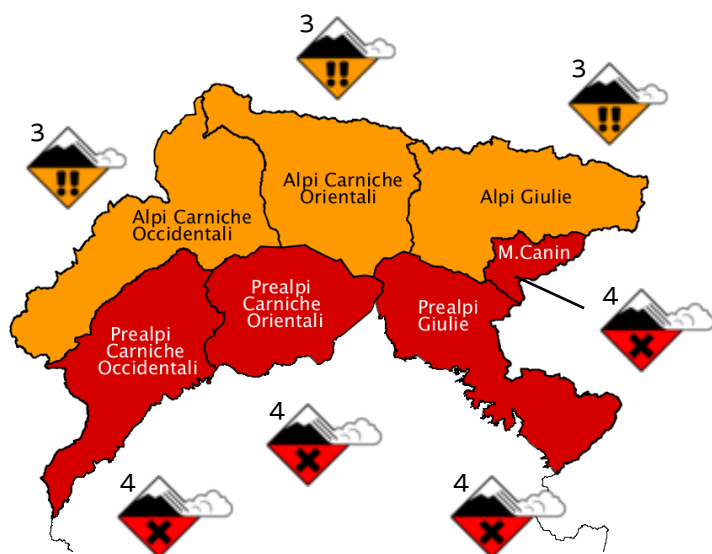 3
3
3
Alpi Carniche
Orientali
Alpi Giulie
Alpi Carniche
Occidentali
M.Canin
Prealpi
Carniche
Orientali
Prealpi
Giulie
4
Prealpi
Carniche
Occidentali
4
4
4